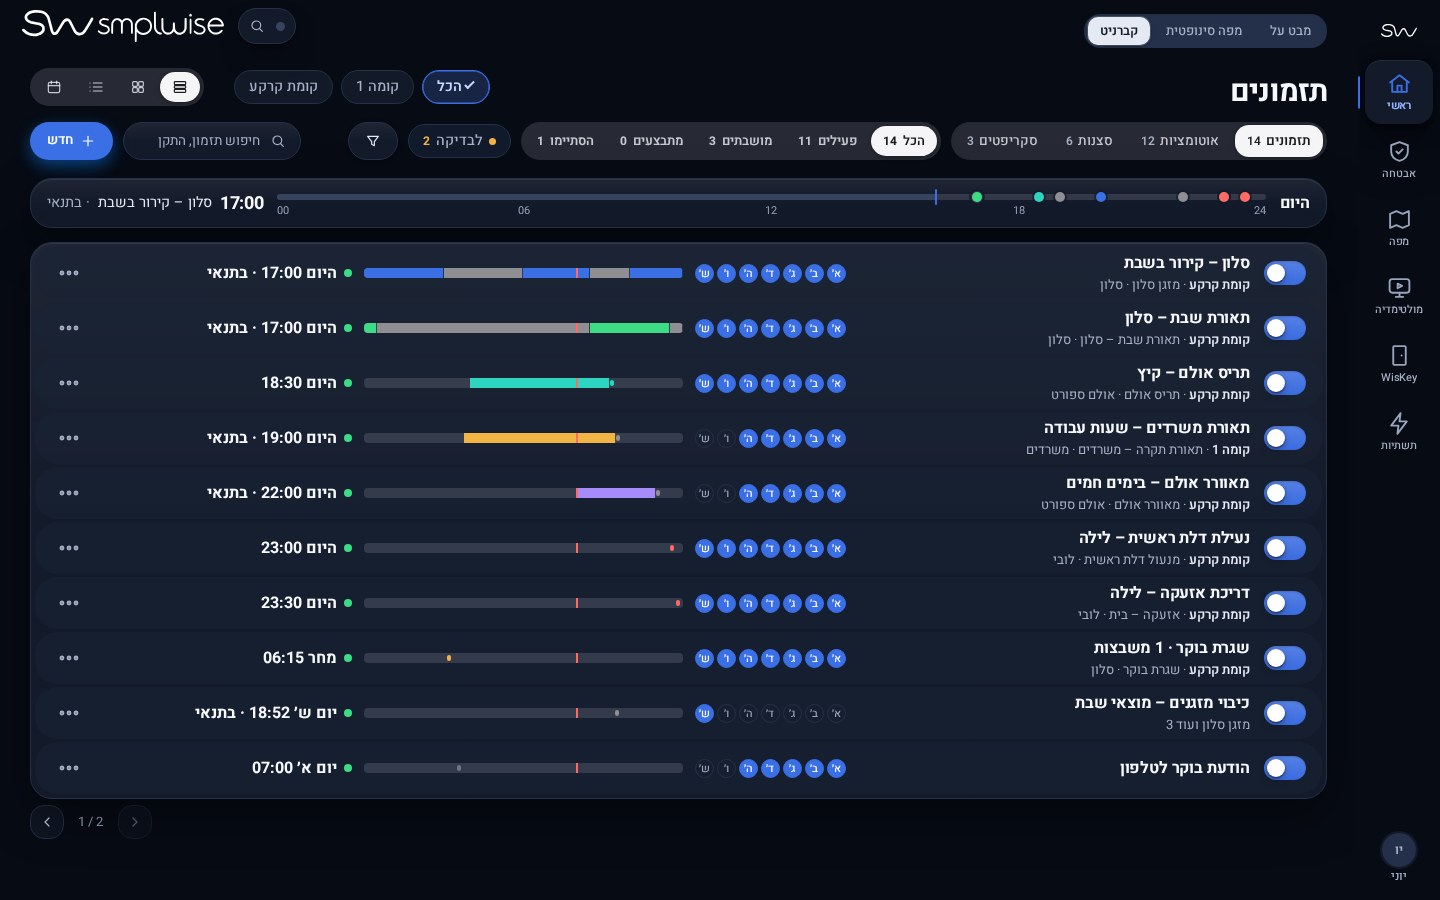 smplwise
מבט על
מפה סינופטית
קברניט
תזמונים
הכל
קומה 1
קומת קרקע
תזמונים 14
אוטומציות 12
סצנות 6
סקריפטים 3
הכל 14
פעילים 11
מושבתים 3
מתבצעים 0
הסתיימו 1
לבדיקה 2
חיפוש תזמון, התקן
חדש
היום
00 06 12 18 24
17:00 סלון – קירור בשבת · בתנאי
סלון – קירור בשבת
קומת קרקע · מזגן סלון · סלון
א׳ ב׳ ג׳ ד׳ ה׳ ו׳ ש׳
היום 17:00 · בתנאי
תאורת שבת – סלון
קומת קרקע · תאורת שבת – סלון · סלון
א׳ ב׳ ג׳ ד׳ ה׳ ו׳ ש׳
היום 17:00 · בתנאי
תריס אולם – קיץ
קומת קרקע · תריס אולם · אולם ספורט
א׳ ב׳ ג׳ ד׳ ה׳ ו׳ ש׳
היום 18:30
תאורת משרדים – שעות עבודה
קומה 1 · תאורת תקרה – משרדים · משרדים
א׳ ב׳ ג׳ ד׳ ה׳ ו׳ ש׳
היום 19:00 · בתנאי
מאוורר אולם – בימים חמים
קומת קרקע · מאוורר אולם · אולם ספורט
א׳ ב׳ ג׳ ד׳ ה׳ ו׳ ש׳
היום 22:00 · בתנאי
נעילת דלת ראשית – לילה
קומת קרקע · מנעול דלת ראשית · לובי
א׳ ב׳ ג׳ ד׳ ה׳ ו׳ ש׳
היום 23:00
דריכת אזעקה – לילה
קומת קרקע · אזעקה – בית · לובי
א׳ ב׳ ג׳ ד׳ ה׳ ו׳ ש׳
היום 23:30
שגרת בוקר · 1 משבצות
קומת קרקע · שגרת בוקר · סלון
א׳ ב׳ ג׳ ד׳ ה׳ ו׳ ש׳
מחר 06:15
כיבוי מזגנים – מוצאי שבת
מזגן סלון ועוד 3
א׳ ב׳ ג׳ ד׳ ה׳ ו׳ ש׳
יום ש׳ 18:52 · בתנאי
הודעת בוקר לטלפון
א׳ ב׳ ג׳ ד׳ ה׳ ו׳ ש׳
יום א׳ 07:00
1 / 2
ראשי
אבטחה
מפה
מולטימדיה
WisKey
תשתיות
יו
יוני